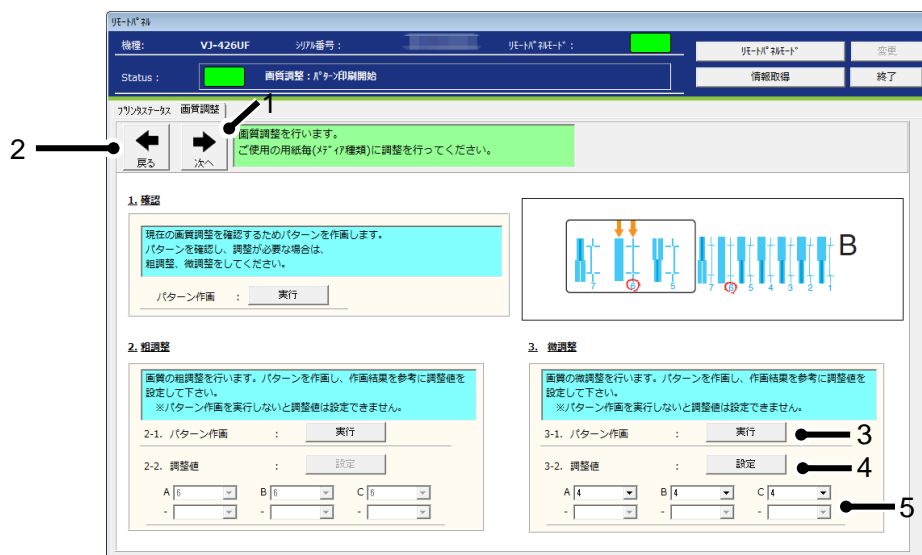 リモートパネル
機種: VJ-426UF シリアル番号: リモートパネルモード: リモートパネルモード 変更
Status : 画質調整:パターン印刷開始 情報取得 終了
プリンタステータス 画質調整
1
2
戻る 次へ
画質調整を行います。
ご使用の用紙毎(メディア種類)に調整を行ってください。
1. 確認
現在の画質調整を確認するためパターンを作画します。
パターンを確認し、調整が必要な場合は、
粗調整、微調整をしてください。
パターン作画 : 実行
7 6 5 7 6 5 4 3 2 1
B
2. 粗調整
画質の粗調整を行います。パターンを作画し、作画結果を参考に調整値を
設定して下さい。
※パターン作画を実行しないと調整値は設定できません。
2-1. パターン作画 : 実行
2-2. 調整値 : 設定
A 6 B 6 C 6
- - -
3. 微調整
画質の微調整を行います。パターンを作画し、作画結果を参考に調整値を
設定して下さい。
※パターン作画を実行しないと調整値は設定できません。
3-1. パターン作画 : 実行
3
3-2. 調整値 : 設定
4
A 4 B 4 C 4
- - -
5